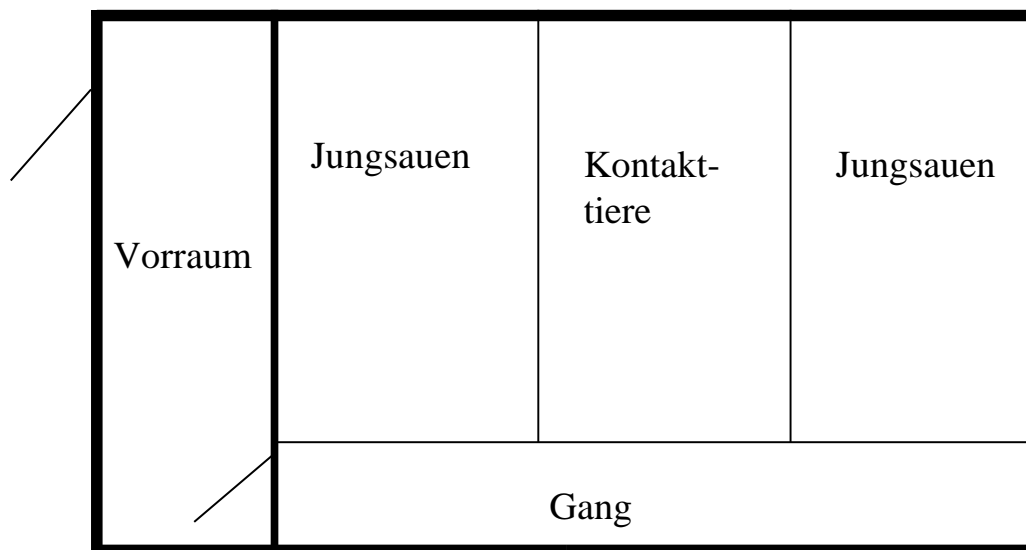 Jungsauen
Kontakt-
tiere
Jungsauen
Vorraum
Gang